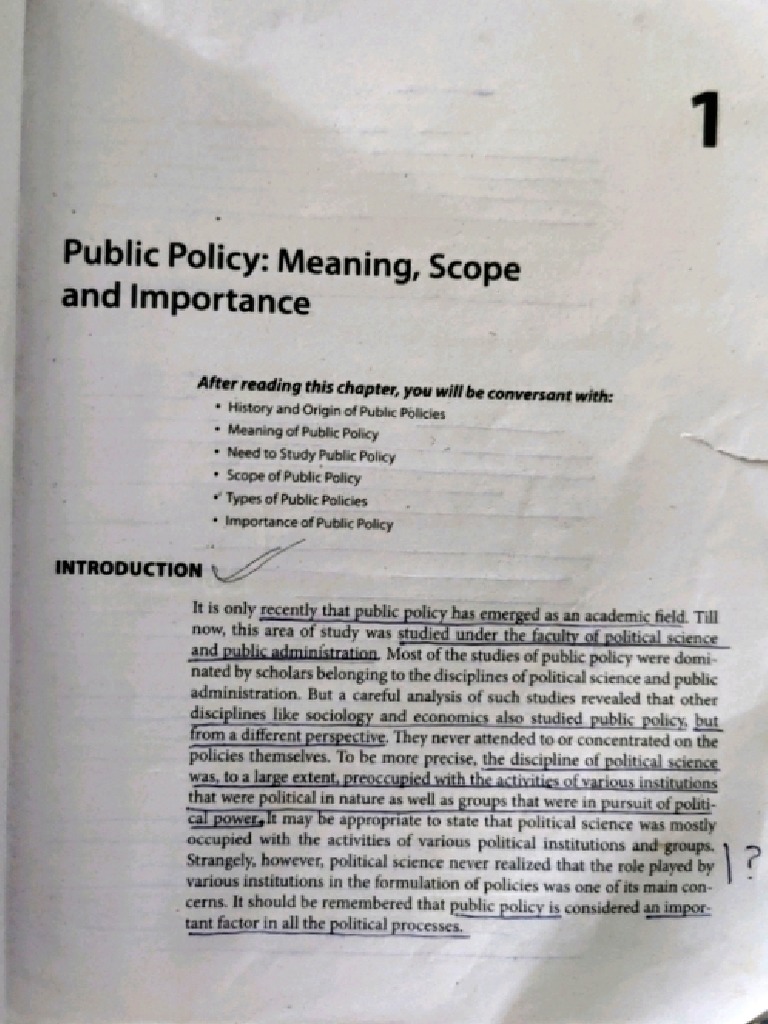 1
Public Policy: Meaning, Scope
and Importance
After reading this chapter, you will be conversant with:
• History and Origin of Public Policies
• Meaning of Public Policy
• Need to Study Public Policy
• Scope of Public Policy
• Types of Public Policies
• Importance of Public Policy
INTRODUCTION
It is only recently that public policy has emerged as an academic field. Till
now, this area of study was studied under the faculty of political science
and public administration. Most of the studies of public policy were domi-
nated by scholars belonging to the disciplines of political science and public
administration. But a careful analysis of such studies revealed that other
disciplines like sociology and economics also studied public policy, but
from a different perspective. They never attended to or concentrated on the
policies themselves. To be more precise, the discipline of political science
was, to a large extent, preoccupied with the activities of various institutions
that were political in nature as well as groups that were in pursuit of politi-
cal power. It may be appropriate to state that political science was mostly
occupied with the activities of various political institutions and groups.
Strangely, however, political science never realized that the role played by
various institutions in the formulation of policies was one of its main con-
cerns. It should be remembered that public policy is considered an impor-
tant factor in all the political processes.
?